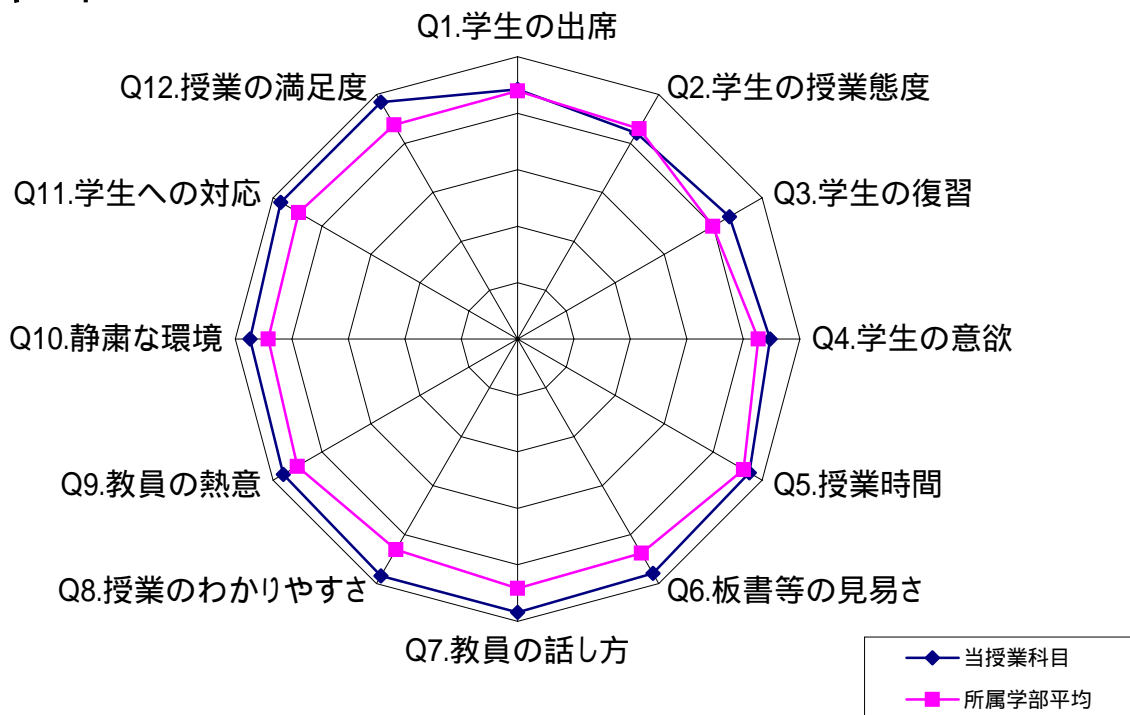 Q1.学生の出席
Q2.学生の授業態度
Q3.学生の復習
Q4.学生の意欲
Q5.授業時間
Q6.板書等の見易さ
Q7.教員の話し方
Q8.授業のわかりやすさ
Q9.教員の熱意
Q10.静粛な環境
Q11.学生への対応
Q12.授業の満足度
当授業科目
所属学部平均